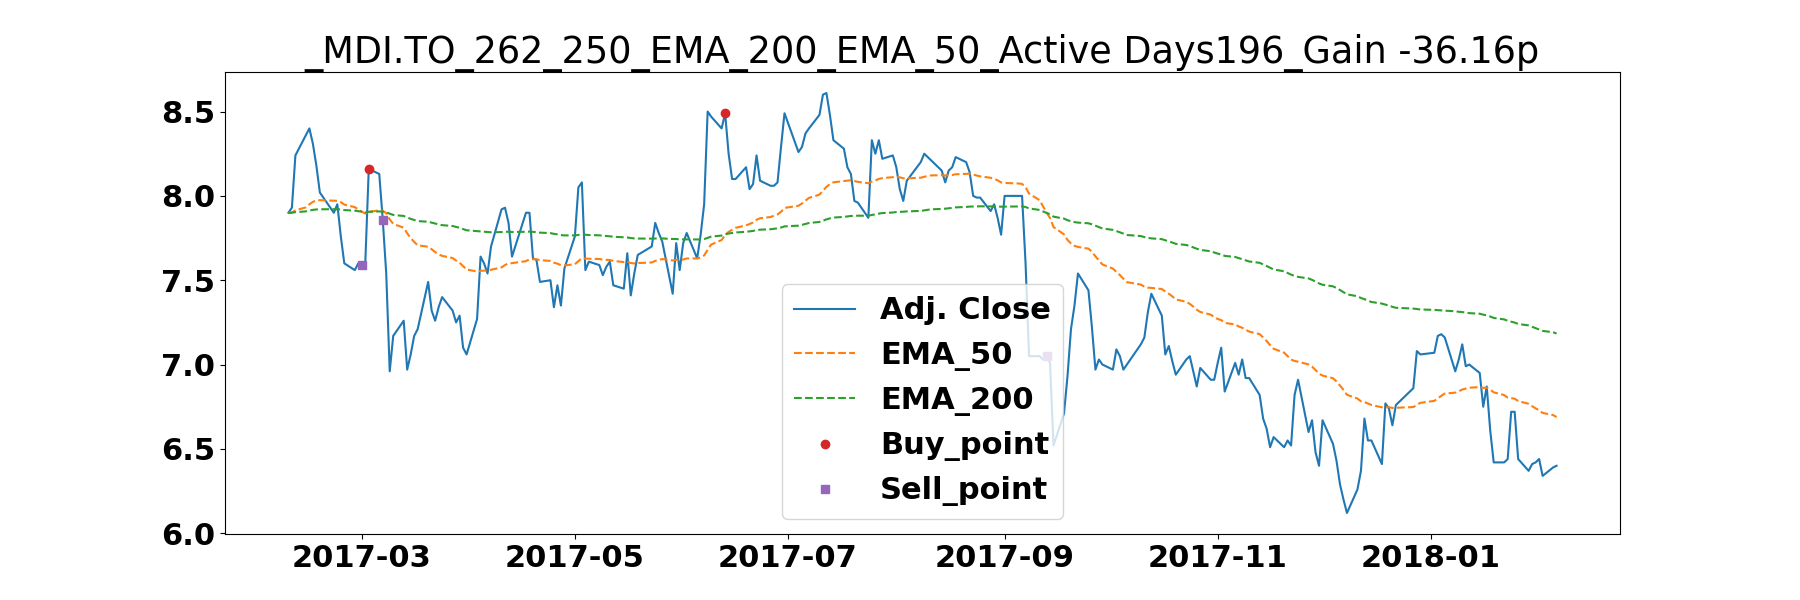 _MDI.TO_262_250_EMA_200_EMA_50_Active Days196_Gain -36.16p
8.5
8.0
7.5
7.0
6.5
6.0
Adj. Close
EMA_50
EMA_200
Buy_point
Sell_point
2017-03 2017-05 2017-07 2017-09 2017-11 2018-01